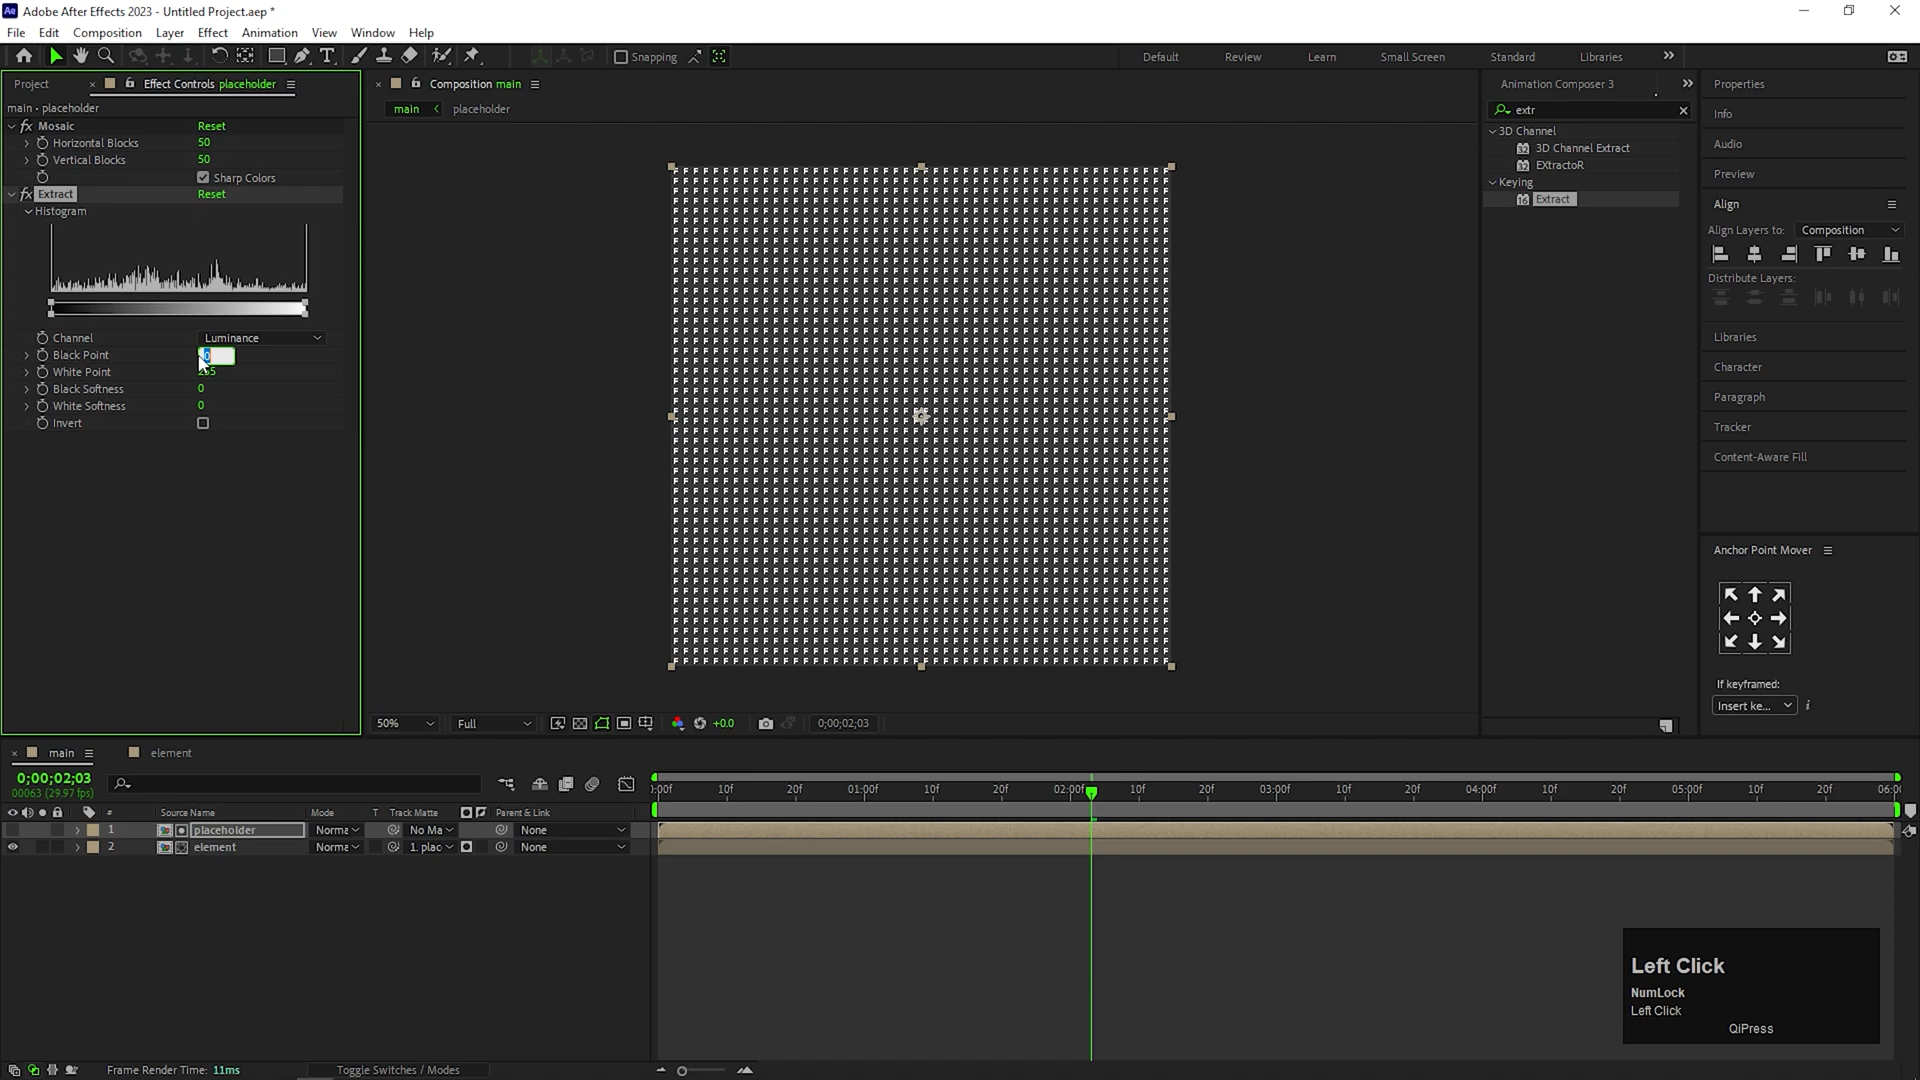 Adobe After Effects 2023 - Untitled Project.aep *
File Edit Composition Layer Effect Animation View Window Help
Snapping
Default Review Learn Small Screen Standard Libraries
Project
Effect Controls placeholder
main • placeholder
Mosaic Reset
Horizontal Blocks 50
Vertical Blocks 50
Sharp Colors
Extract Reset
Histogram
Channel Luminance
Black Point 0
White Point
Black Softness 0
White Softness 0
Invert
Composition main
main placeholder
50% Full +0.0 0;00;02;03
Animation Composer 3
extr
3D Channel
3D Channel Extract
EXtractoR
Keying
Extract
Properties
Info
Audio
Preview
Align
Align Layers to: Composition
Distribute Layers:
Libraries
Character
Paragraph
Tracker
Content-Aware Fill
Anchor Point Mover
If keyframed:
Insert ke...
main element
0;00;02;03
00063 (29.97 fps)
# Source Name Mode T Track Matte Parent & Link
1 placeholder Norma No Ma None
2 element Norma 1. plac None
):00f 10f 20f 01:00f 10f 20f 02:00f 10f 20f 03:00f 10f 20f 04:00f 10f 20f 05:00f 10f 20f 06:00
Frame Render Time: 11ms
Toggle Switches / Modes
Left Click
NumLock
Left Click
QiPress